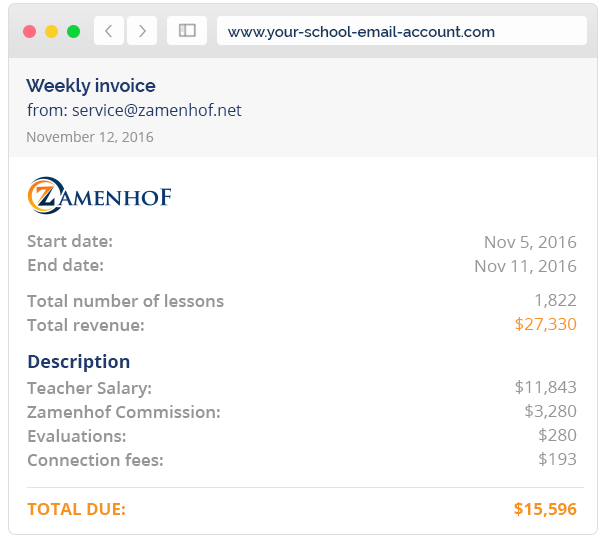 www.your-school-email-account.com
Weekly invoice
from: service@zamenhof.net
November 12, 2016
ZAMENHOF
Start date: Nov 5, 2016
End date: Nov 11, 2016
Total number of lessons 1,822
Total revenue: $27,330
Description
Teacher Salary: $11,843
Zamenhof Commission: $3,280
Evaluations: $280
Connection fees: $193
TOTAL DUE: $15,596